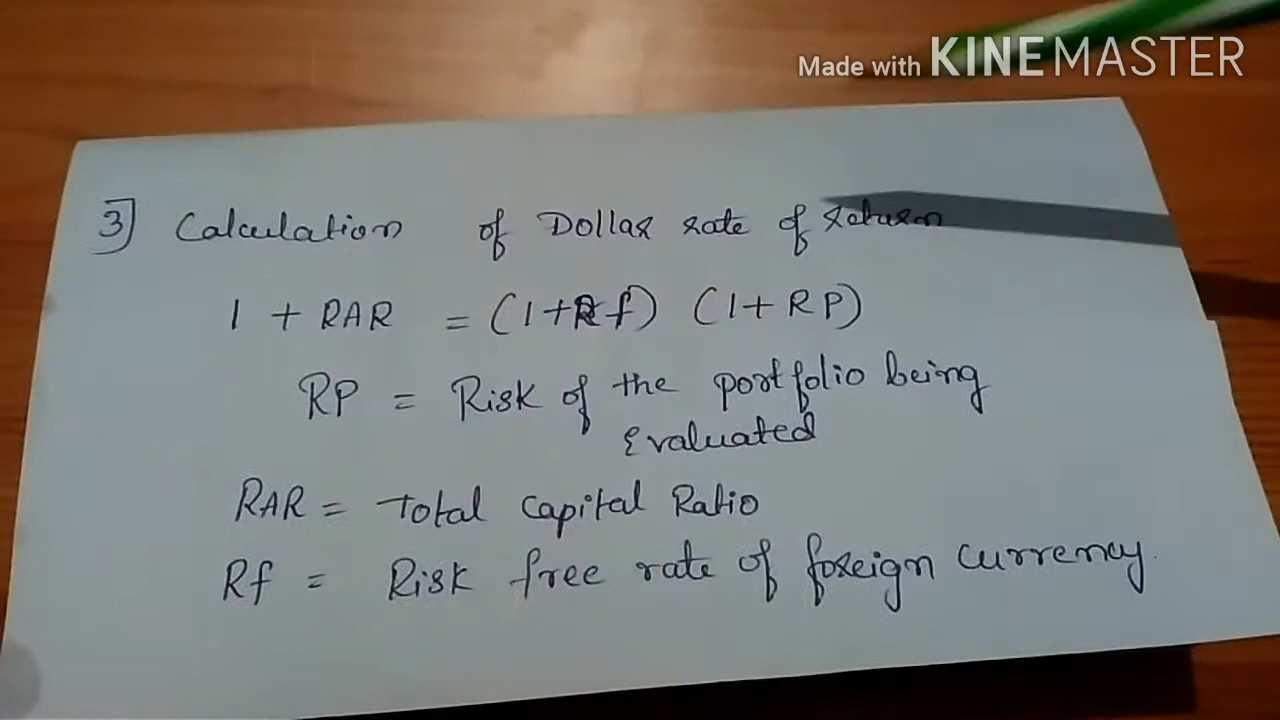 Made with KINEMASTER
3] Calculation of Dollar rate of return
1 + RAR = (1+Rf) (1+RP)
RP = Risk of the portfolio being
Evaluated
RAR = Total Capital Ratio
Rf = Risk free rate of foreign currency.